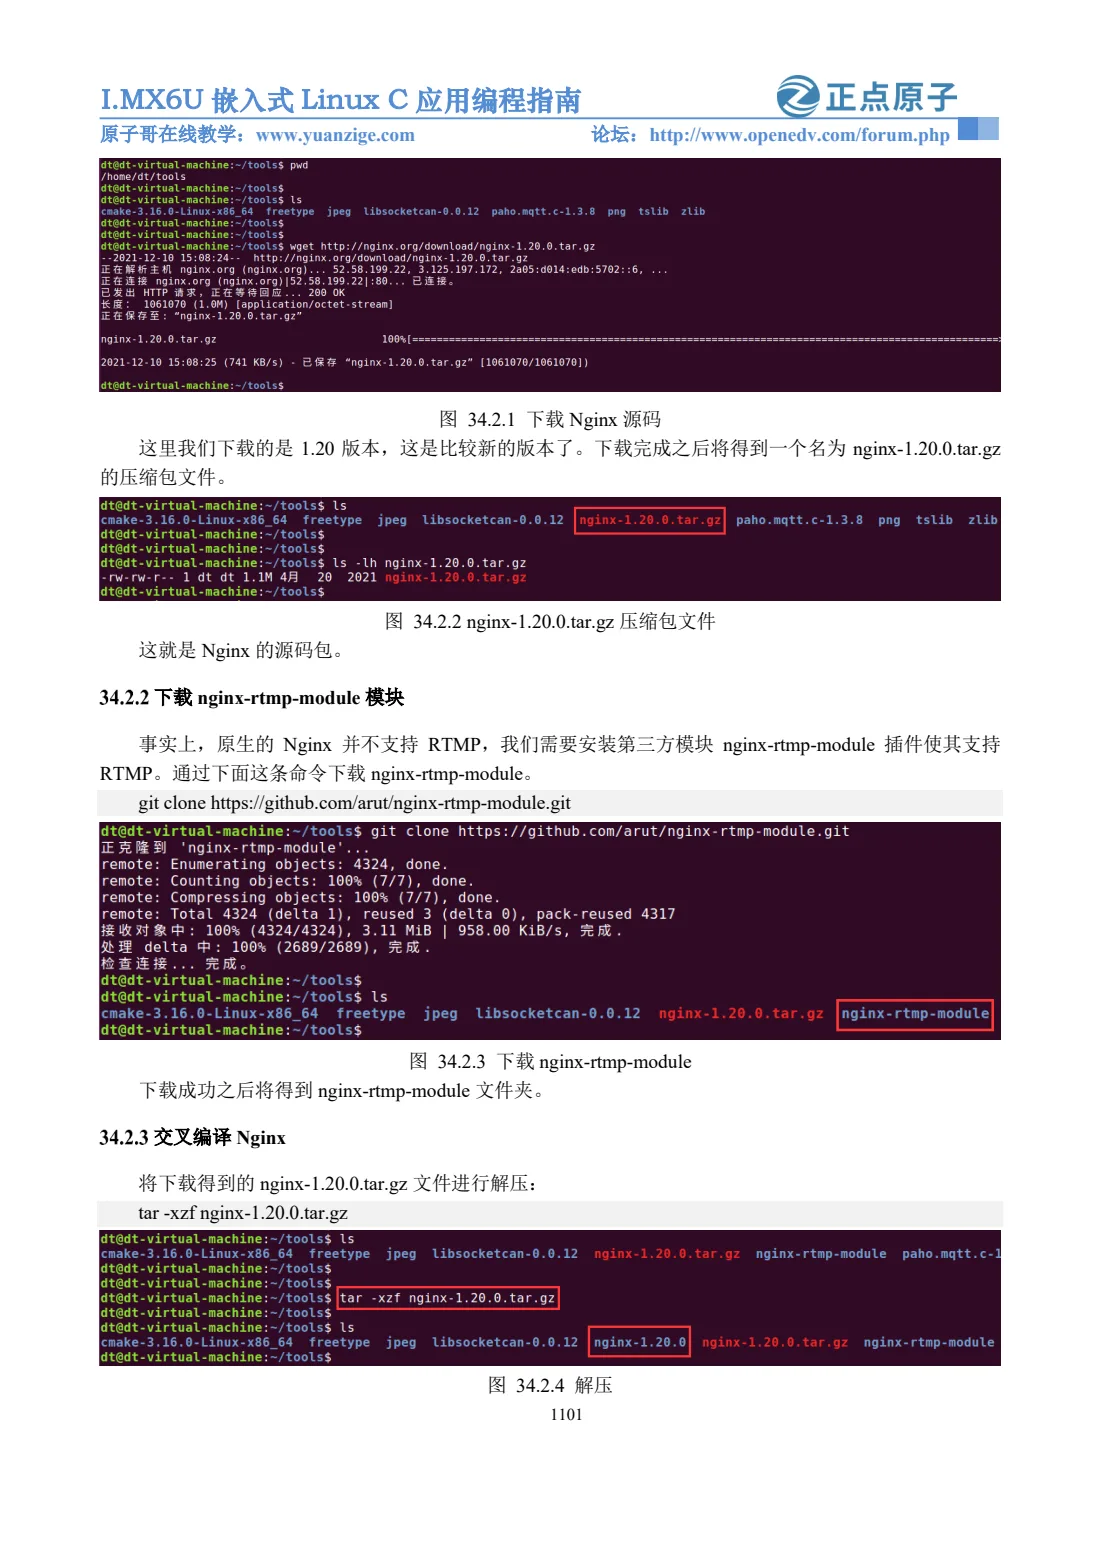 I.MX6U 嵌入式 Linux C 应用编程指南
正点原子
原子哥在线教学：www.yuanzige.com 论坛：http://www.openedv.com/forum.php
dt@dt-virtual-machine:~/tools$ pwd
/home/dt/tools
dt@dt-virtual-machine:~/tools$
dt@dt-virtual-machine:~/tools$ ls
cmake-3.16.0-Linux-x86_64 freetype jpeg libsocketcan-0.0.12 paho.mqtt.c-1.3.8 png tslib zlib
dt@dt-virtual-machine:~/tools$
dt@dt-virtual-machine:~/tools$
dt@dt-virtual-machine:~/tools$ wget http://nginx.org/download/nginx-1.20.0.tar.gz
--2021-12-10 15:08:24-- http://nginx.org/download/nginx-1.20.0.tar.gz
正在解析主机 nginx.org (nginx.org)... 52.58.199.22, 3.125.197.172, 2a05:d014:edb:5702::6, ...
正在连接 nginx.org (nginx.org)|52.58.199.22|:80... 已连接。
已发出 HTTP 请求，正在等待回应... 200 OK
长度： 1061070 (1.0M) [application/octet-stream]
正在保存至: “nginx-1.20.0.tar.gz”
nginx-1.20.0.tar.gz 100%[=================================================================================================>
2021-12-10 15:08:25 (741 KB/s) - 已保存 “nginx-1.20.0.tar.gz” [1061070/1061070])
dt@dt-virtual-machine:~/tools$
图 34.2.1 下载 Nginx 源码
这里我们下载的是 1.20 版本，这是比较新的版本了。下载完成之后将得到一个名为 nginx-1.20.0.tar.gz
的压缩包文件。
dt@dt-virtual-machine:~/tools$ ls
cmake-3.16.0-Linux-x86_64 freetype jpeg libsocketcan-0.0.12 nginx-1.20.0.tar.gz paho.mqtt.c-1.3.8 png tslib zlib
dt@dt-virtual-machine:~/tools$
dt@dt-virtual-machine:~/tools$
dt@dt-virtual-machine:~/tools$ ls -lh nginx-1.20.0.tar.gz
-rw-rw-r-- 1 dt dt 1.1M 4月 20 2021 nginx-1.20.0.tar.gz
dt@dt-virtual-machine:~/tools$
图 34.2.2 nginx-1.20.0.tar.gz 压缩包文件
这就是 Nginx 的源码包。
34.2.2 下载 nginx-rtmp-module 模块
事实上，原生的 Nginx 并不支持 RTMP，我们需要安装第三方模块 nginx-rtmp-module 插件使其支持
RTMP。通过下面这条命令下载 nginx-rtmp-module。
git clone https://github.com/arut/nginx-rtmp-module.git
dt@dt-virtual-machine:~/tools$ git clone https://github.com/arut/nginx-rtmp-module.git
正克隆到 'nginx-rtmp-module'...
remote: Enumerating objects: 4324, done.
remote: Counting objects: 100% (7/7), done.
remote: Compressing objects: 100% (7/7), done.
remote: Total 4324 (delta 1), reused 3 (delta 0), pack-reused 4317
接收对象中: 100% (4324/4324), 3.11 MiB | 958.00 KiB/s, 完成.
处理 delta 中: 100% (2689/2689), 完成.
检查连接... 完成。
dt@dt-virtual-machine:~/tools$
dt@dt-virtual-machine:~/tools$ ls
cmake-3.16.0-Linux-x86_64 freetype jpeg libsocketcan-0.0.12 nginx-1.20.0.tar.gz nginx-rtmp-module
dt@dt-virtual-machine:~/tools$
图 34.2.3 下载 nginx-rtmp-module
下载成功之后将得到 nginx-rtmp-module 文件夹。
34.2.3 交叉编译 Nginx
将下载得到的 nginx-1.20.0.tar.gz 文件进行解压：
tar -xzf nginx-1.20.0.tar.gz
dt@dt-virtual-machine:~/tools$ ls
cmake-3.16.0-Linux-x86_64 freetype jpeg libsocketcan-0.0.12 nginx-1.20.0.tar.gz nginx-rtmp-module paho.mqtt.c-1
dt@dt-virtual-machine:~/tools$
dt@dt-virtual-machine:~/tools$
dt@dt-virtual-machine:~/tools$ tar -xzf nginx-1.20.0.tar.gz
dt@dt-virtual-machine:~/tools$
dt@dt-virtual-machine:~/tools$ ls
cmake-3.16.0-Linux-x86_64 freetype jpeg libsocketcan-0.0.12 nginx-1.20.0 nginx-1.20.0.tar.gz nginx-rtmp-module
dt@dt-virtual-machine:~/tools$
图 34.2.4 解压
1101